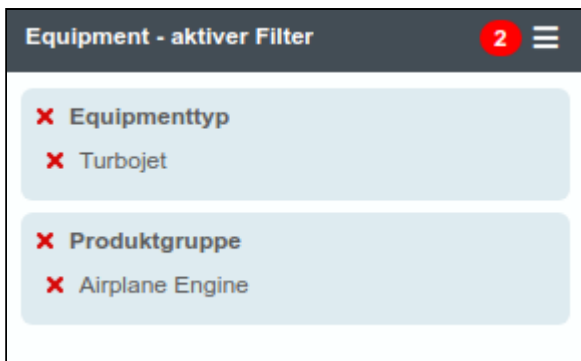 Equipment - aktiver Filter 2
Equipmenttyp
Turbojet
Produktgruppe
Airplane Engine